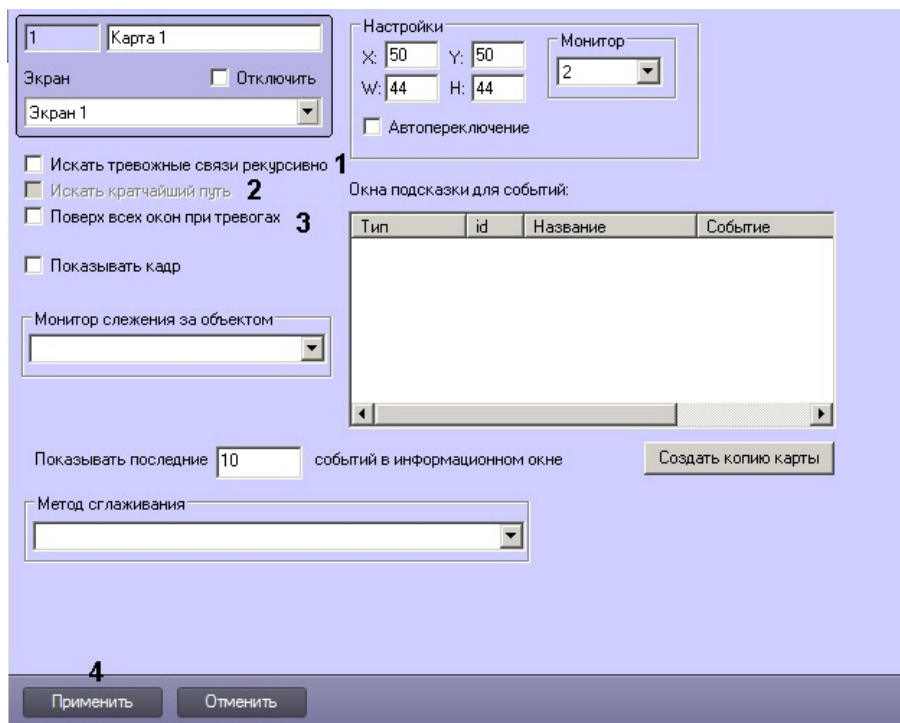 1
Карта 1
Экран
Отключить
Экран 1
Настройки
X: 50 Y: 50
W: 44 H: 44
Монитор
2
Автопереключение
Искать тревожные связи рекурсивно 1
Искать кратчайший путь 2
Поверх всех окон при тревогах 3
Показывать кадр
Монитор слежения за объектом
Окна подсказки для событий:
Тип id Название Событие
Показывать последние 10 событий в информационном окне
Создать копию карты
Метод сглаживания
4
Применить Отменить